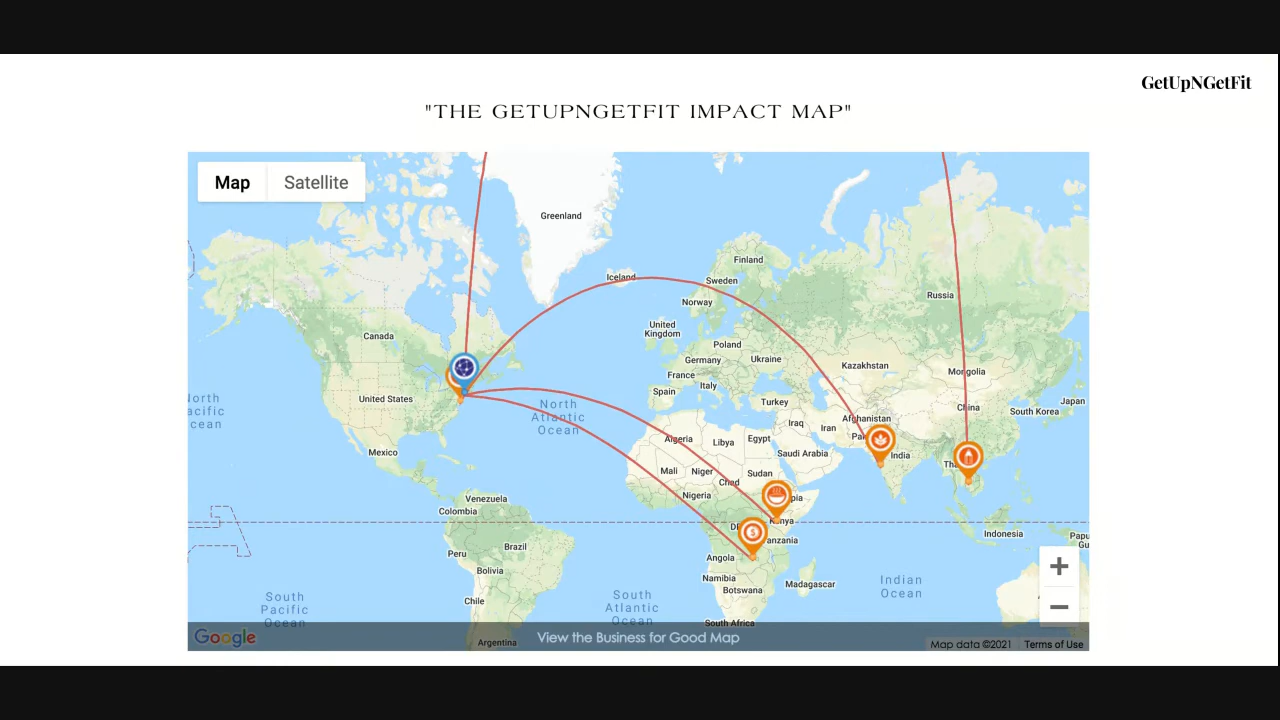 GetUpNGetFit
"THE GETUPNGETFIT IMPACT MAP"
Map Satellite
Greenland
Finland
Iceland
Sweden
Russia
Norway
United
Kingdom
Canada
Poland
Germany
Ukraine
Kazakhstan
Mongolia
France
Italy
Spain
United States
North
Atlantic
Ocean
Turkey
China
Japan
South Korea
Afghanistan
Iraq
Iran
Algeria
Libya
Egypt
Saudi Arabia
India
Mexico
Mali
Niger
Chad
Sudan
Nigeria
Venezuela
Colombia
Kenya
Indonesia
Peru
Brazil
Angola
Bolivia
Namibia
Botswana
Madagascar
Indian
Ocean
South
Pacific
Ocean
South
Atlantic
Ocean
Chile
South Africa
Argentina
Google
View the Business for Good Map
Map data ©2021 Terms of Use